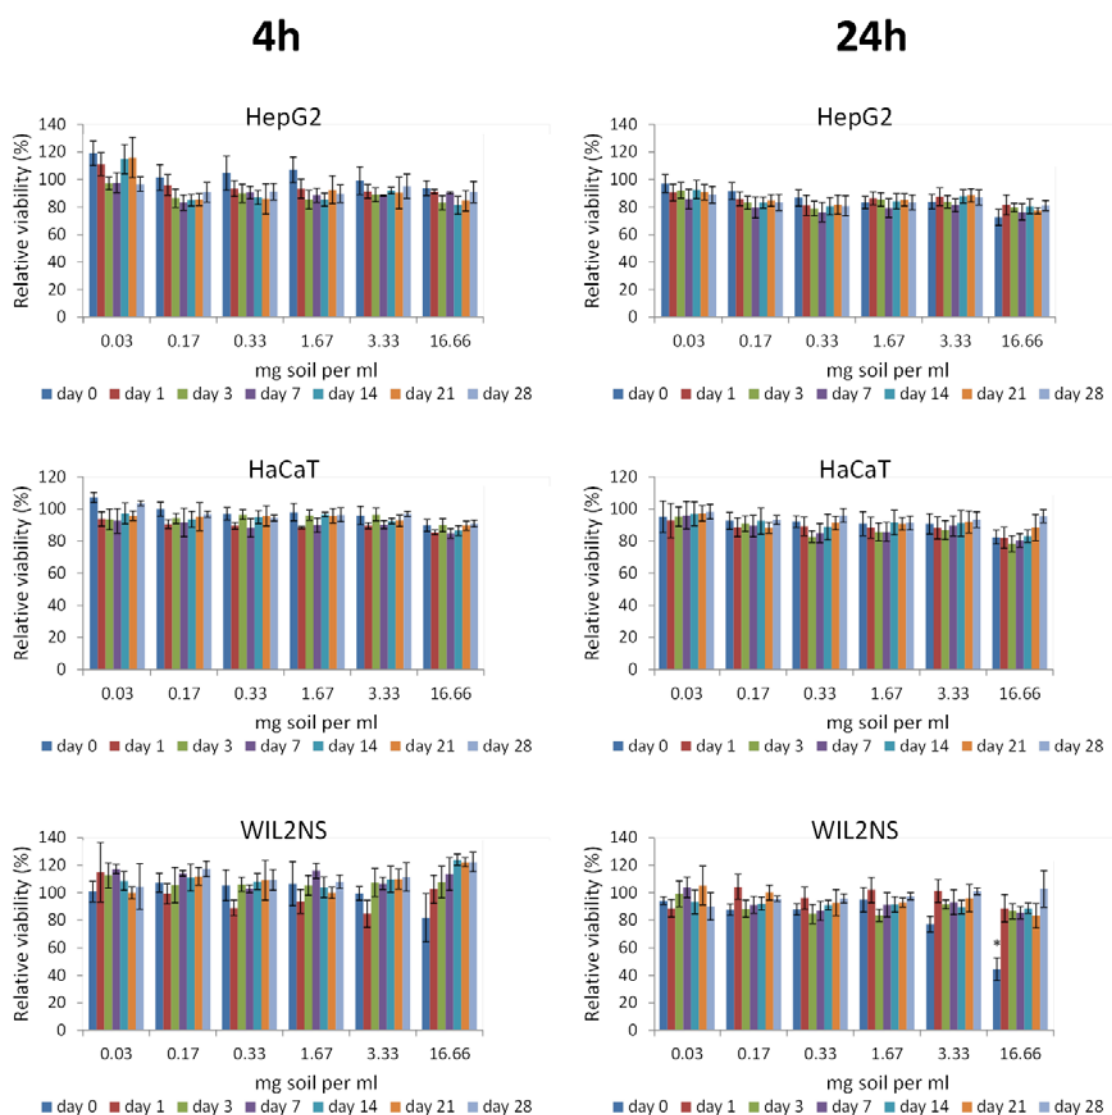 4h
24h
HepG2
Relative viability (%)
140
120
100
80
60
40
20
0
0.03 0.17 0.33 1.67 3.33 16.66
mg soil per ml
day 0 day 1 day 3 day 7 day 14 day 21 day 28
HepG2
Relative viability (%)
140
120
100
80
60
40
20
0
0.03 0.17 0.33 1.67 3.33 16.66
mg soil per ml
day 0 day 1 day 3 day 7 day 14 day 21 day 28
HaCaT
Relative viability (%)
120
100
80
60
40
20
0
0.03 0.17 0.33 1.67 3.33 16.66
mg soil per ml
day 0 day 1 day 3 day 7 day 14 day 21 day 28
HaCaT
Relative viability (%)
120
100
80
60
40
20
0
0.03 0.17 0.33 1.67 3.33 16.66
mg soil per ml
day 0 day 1 day 3 day 7 day 14 day 21 day 28
WIL2NS
Relative viability (%)
140
120
100
80
60
40
20
0
0.03 0.17 0.33 1.67 3.33 16.66
mg soil per ml
day 0 day 1 day 3 day 7 day 14 day 21 day 28
WIL2NS
Relative viability (%)
140
120
100
80
60
40
20
0
*
0.03 0.17 0.33 1.67 3.33 16.66
mg soil per ml
day 0 day 1 day 3 day 7 day 14 day 21 day 28